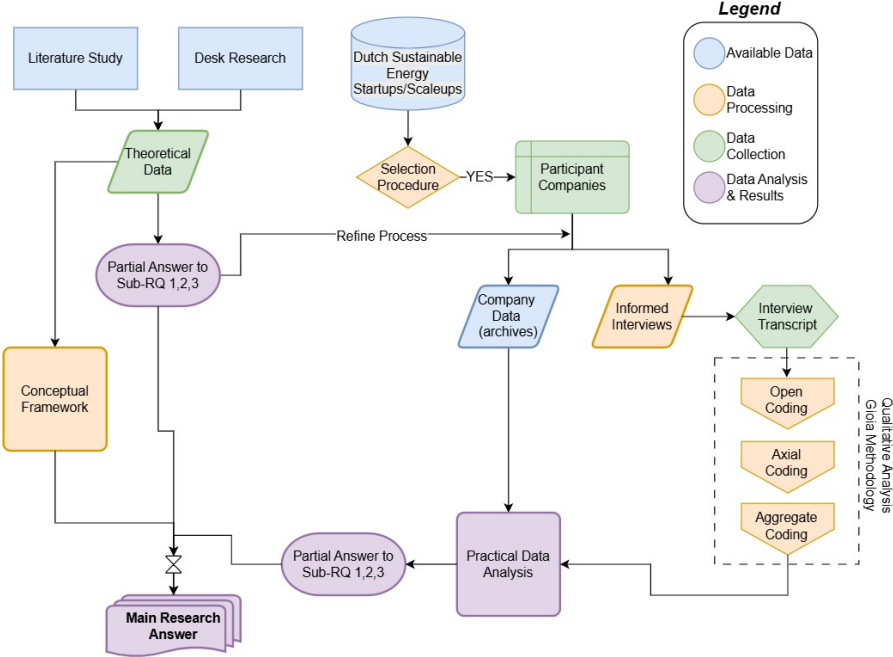 Legend
Available Data
Data
Processing
Data
Collection
Data Analysis
& Results
Literature Study
Desk Research
Dutch Sustainable
Energy
Startups/Scaleups
Theoretical
Data
Selection
Procedure
YES
Participant
Companies
Refine Process
Partial Answer to
Sub-RQ 1,2,3
Company
Data
(archives)
Informed
Interviews
Interview
Transcript
Conceptual
Framework
Open
Coding
Axial
Coding
Aggregate
Coding
Qualitative Analysis
Gioia Methodology
Practical Data
Analysis
Partial Answer to
Sub-RQ 1,2,3
Main Research
Answer